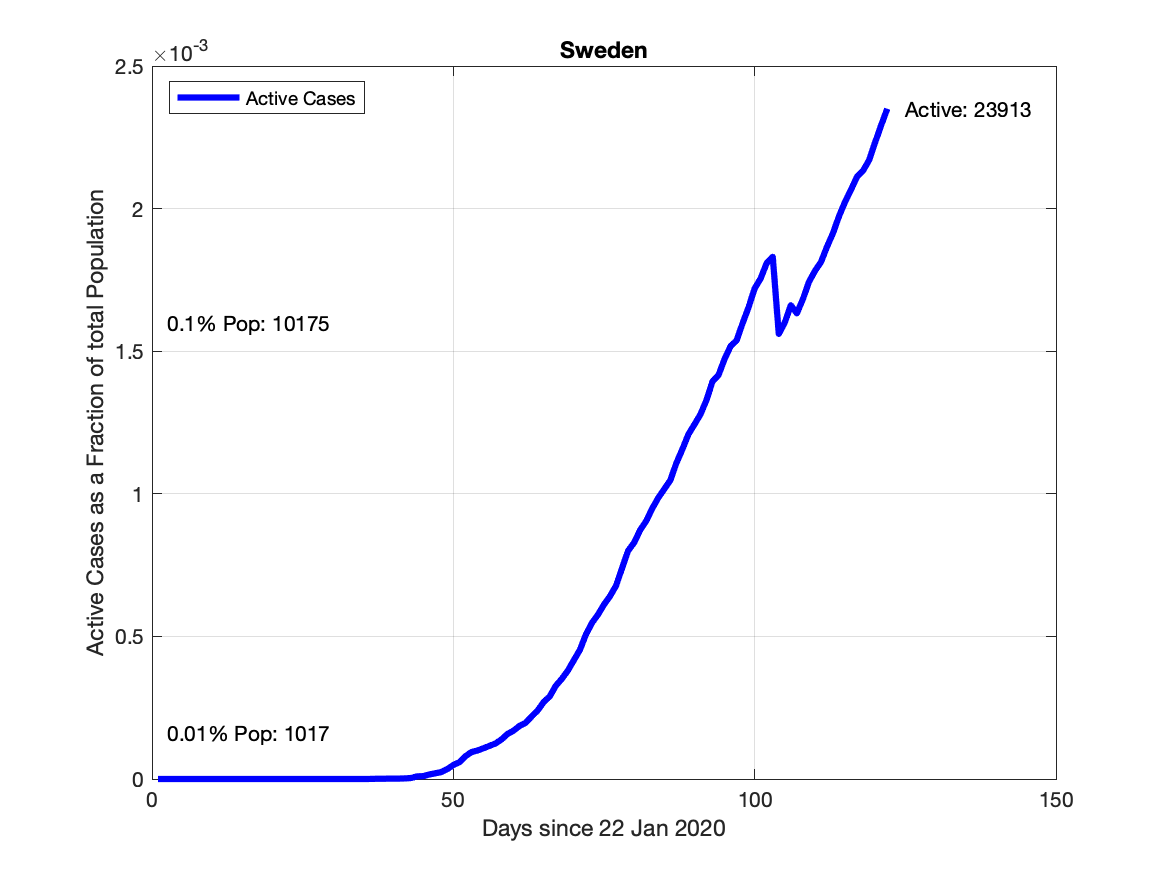 Sweden
×10-3
2.5
2
1.5
1
0.5
0
Active Cases
Active: 23913
0.1% Pop: 10175
0.01% Pop: 1017
Active Cases as a Fraction of total Population
0
50
100
150
Days since 22 Jan 2020